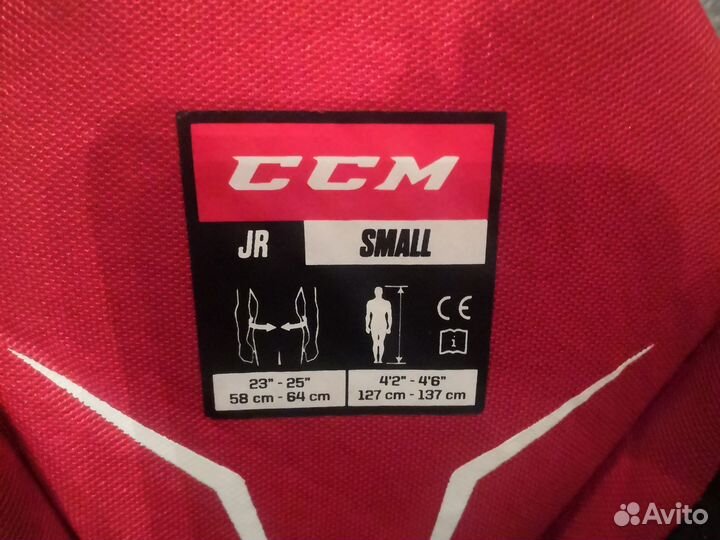 CCM
JR SMALL
CE
i
23" - 25" 4'2" - 4'6"
58 cm - 64 cm 127 cm - 137 cm
Avito